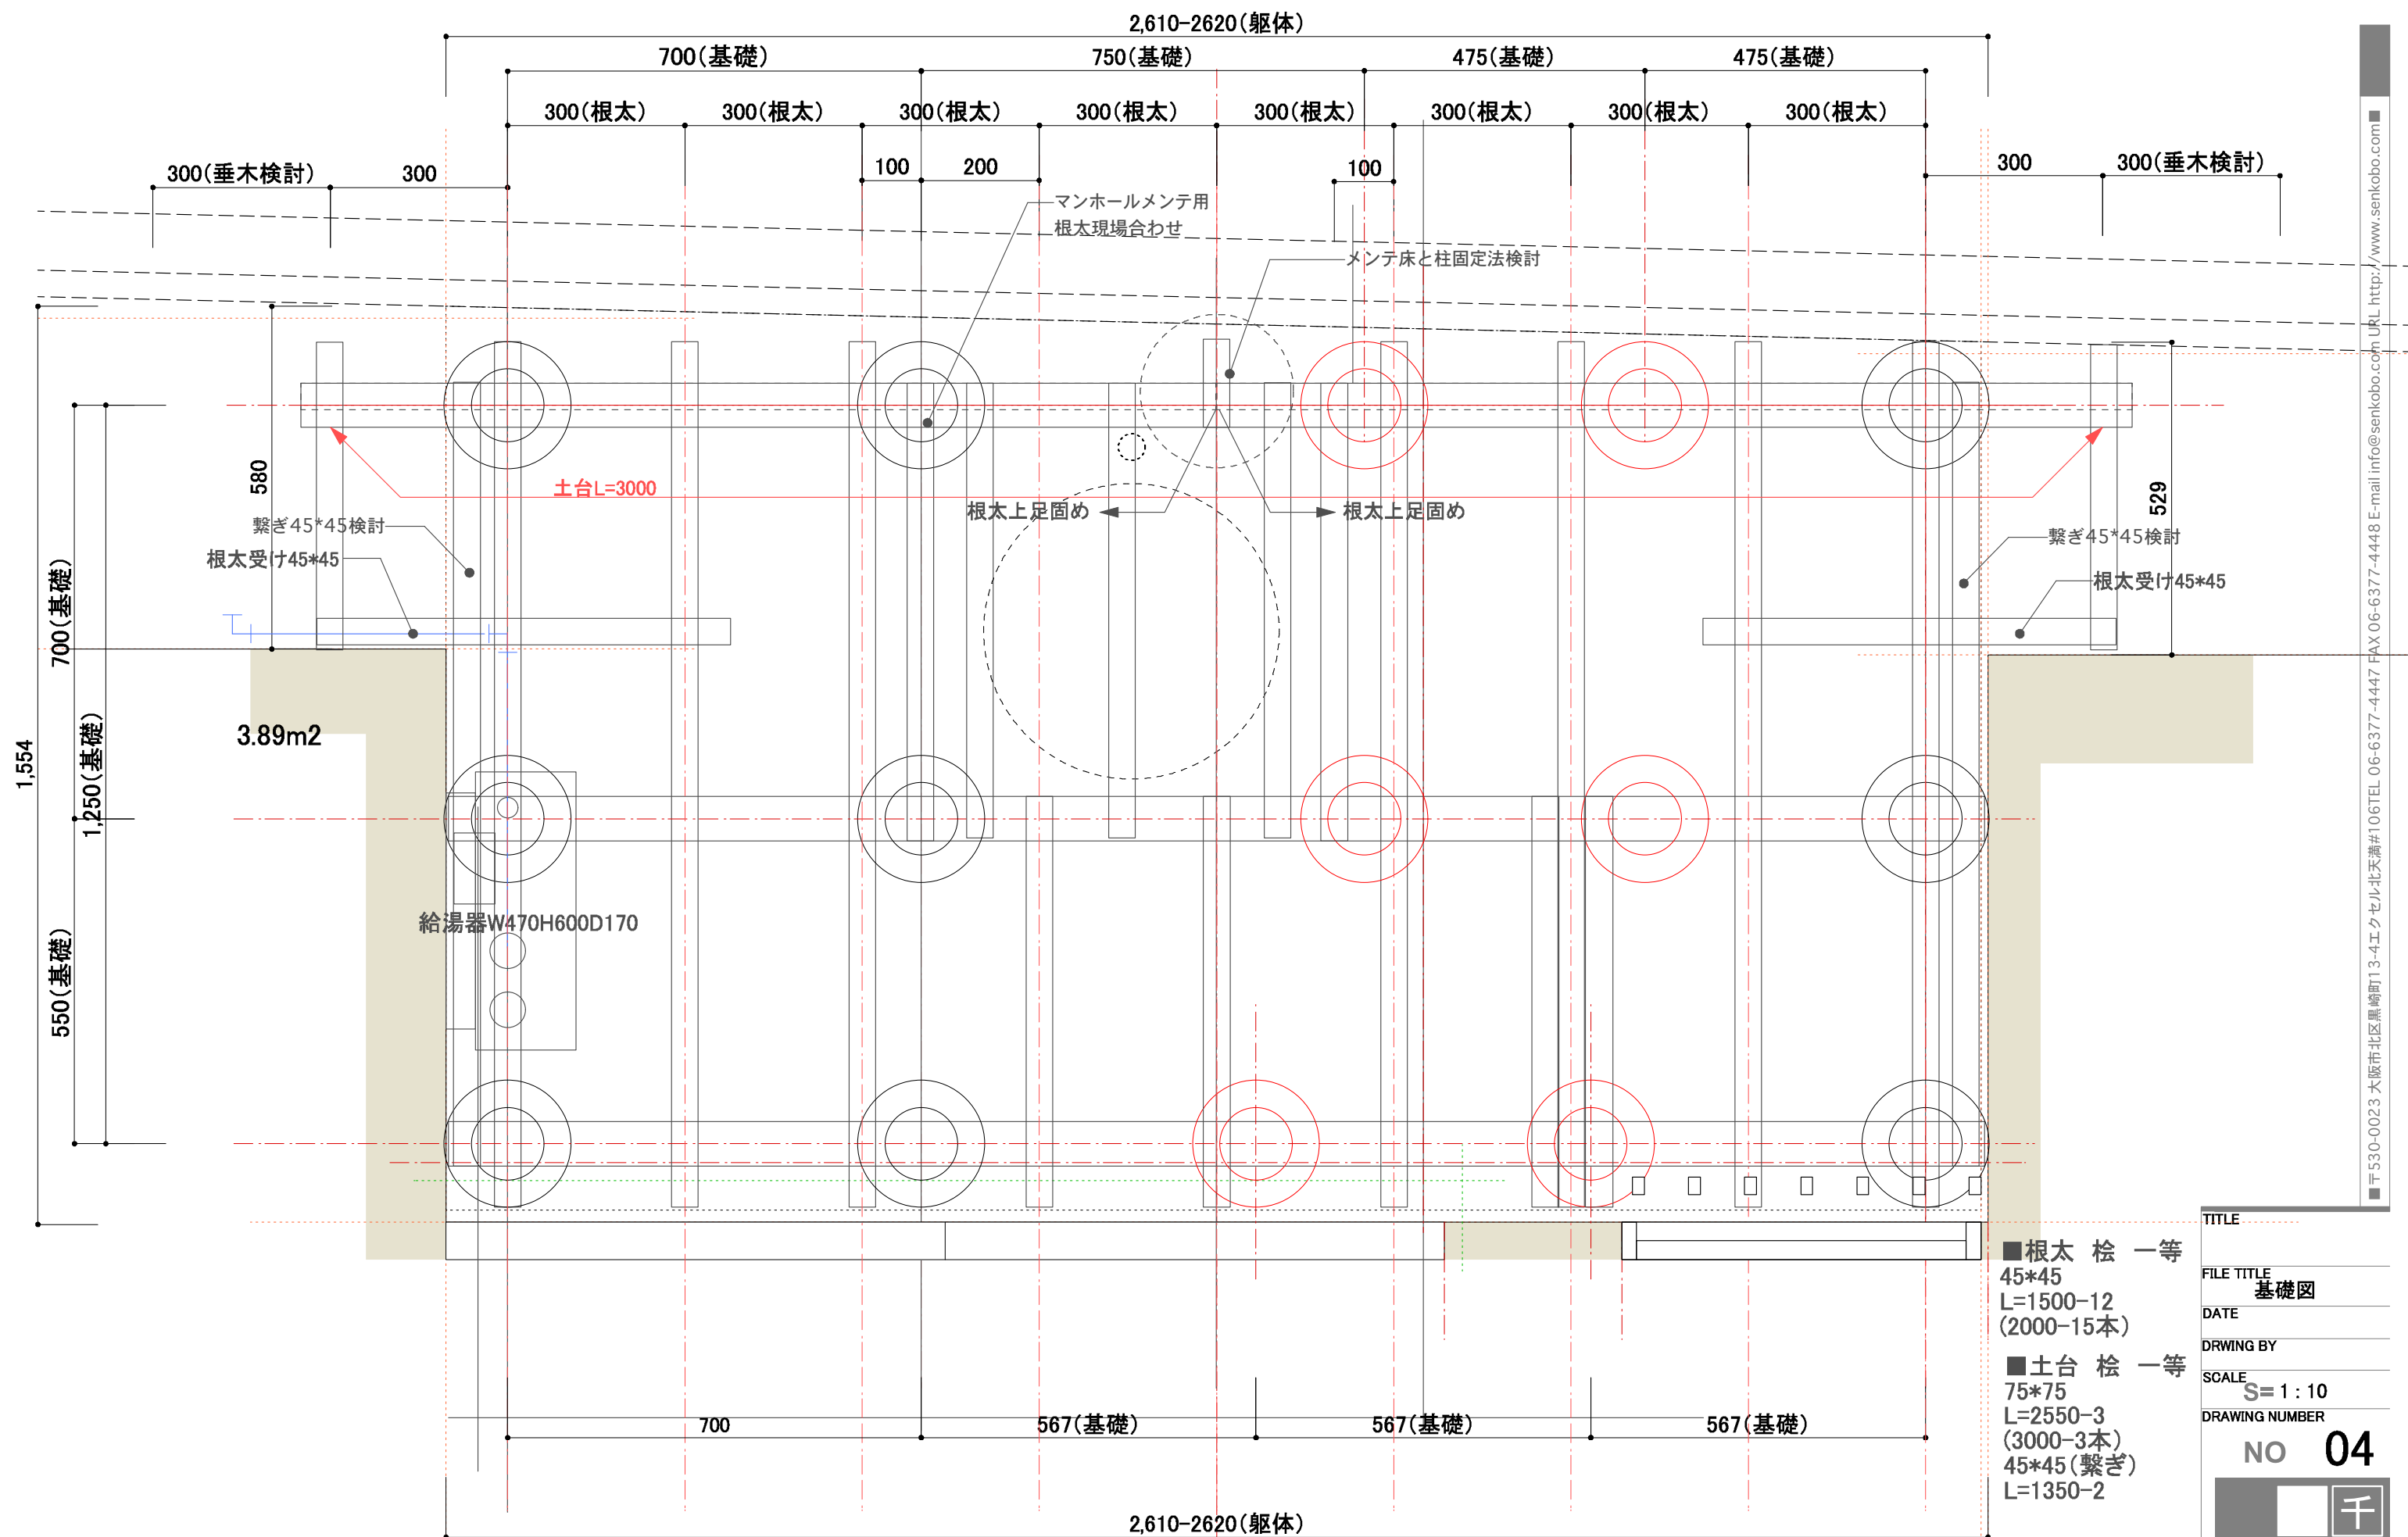 2,610-2620(躯体)
700(基礎)
750(基礎)
475(基礎)
475(基礎)
300(根太)
300(根太)
300(根太)
300(根太)
300(根太)
300(根太)
300(根太)
300(根太)
300(垂木検討)
300
100
200
100
300
300(垂木検討)
マンホールメンテ用
根太現場合わせ
メンテ床と柱固定法検討
580
土台L=3000
529
根太上足固め
根太上足固め
繋ぎ45*45検討
根太受け45*45
繋ぎ45*45検討
根太受け45*45
700(基礎)
3.89m2
1,554
1,250(基礎)
給湯器W470H600D170
550(基礎)
700
567(基礎)
567(基礎)
567(基礎)
2,610-2620(躯体)
■根太 桧 一等
45*45
L=1500-12
(2000-15本)
■土台 桧 一等
75*75
L=2550-3
(3000-3本)
45*45(繋ぎ)
L=1350-2
■〒530-0023 大阪市北区黒崎町13-4エクセル北天満#106TEL 06-6377-4447 FAX 06-6377-4448 E-mail info@senkobo.com URL http://www.senkobo.com■
TITLE
FILE TITLE
基礎図
DATE
DRWING BY
SCALE
S= 1 : 10
DRAWING NUMBER
NO 04
千